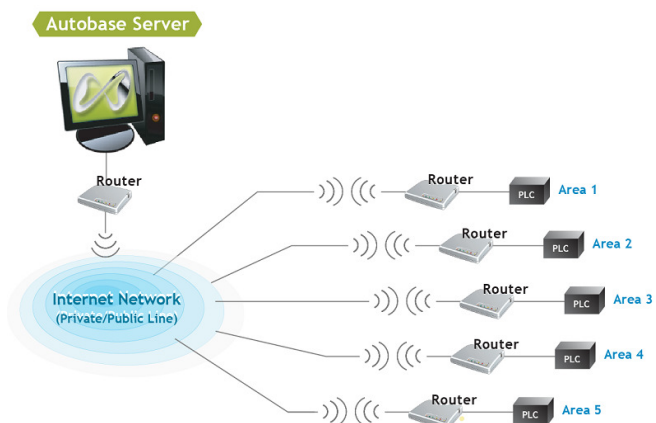 Autobase Server
Router
Router
PLC
Area 1
Router
PLC
Area 2
Internet Network
(Private/Public Line)
Router
PLC
Area 3
Router
PLC
Area 4
Router
PLC
Area 5